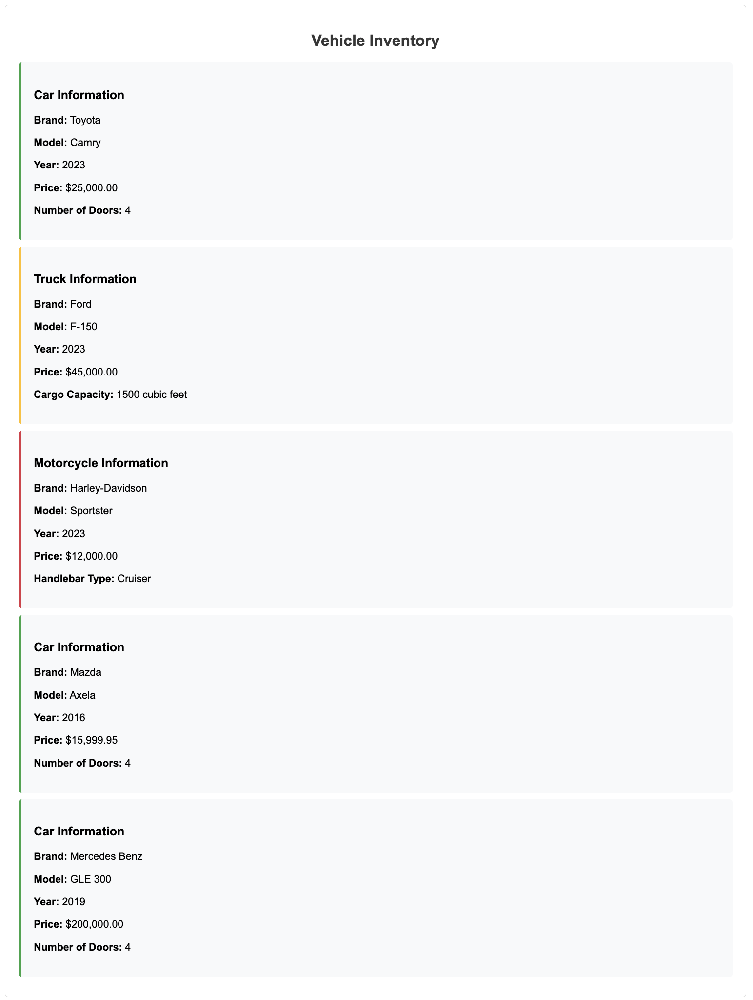 Vehicle Inventory
Car Information
Brand: Toyota
Model: Camry
Year: 2023
Price: $25,000.00
Number of Doors: 4
Truck Information
Brand: Ford
Model: F-150
Year: 2023
Price: $45,000.00
Cargo Capacity: 1500 cubic feet
Motorcycle Information
Brand: Harley-Davidson
Model: Sportster
Year: 2023
Price: $12,000.00
Handlebar Type: Cruiser
Car Information
Brand: Mazda
Model: Axela
Year: 2016
Price: $15,999.95
Number of Doors: 4
Car Information
Brand: Mercedes Benz
Model: GLE 300
Year: 2019
Price: $200,000.00
Number of Doors: 4